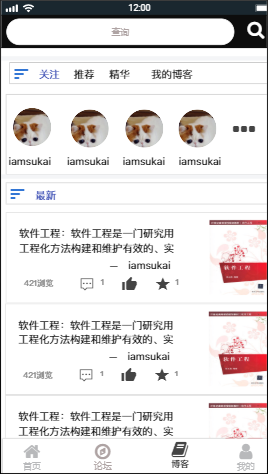 12:00
查询
关注 推荐 精华 我的博客
iamsukai iamsukai iamsukai iamsukai
最新
软件工程：软件工程是一门研究用
工程化方法构建和维护有效的、实
— iamsukai
421浏览 1 1
软件工程
软件工程：软件工程是一门研究用
工程化方法构建和维护有效的、实
— iamsukai
421浏览 1 1
软件工程
软件工程：软件工程是一门研究用
工程化方法构建和维护有效的、实
首页 论坛 博客 我的